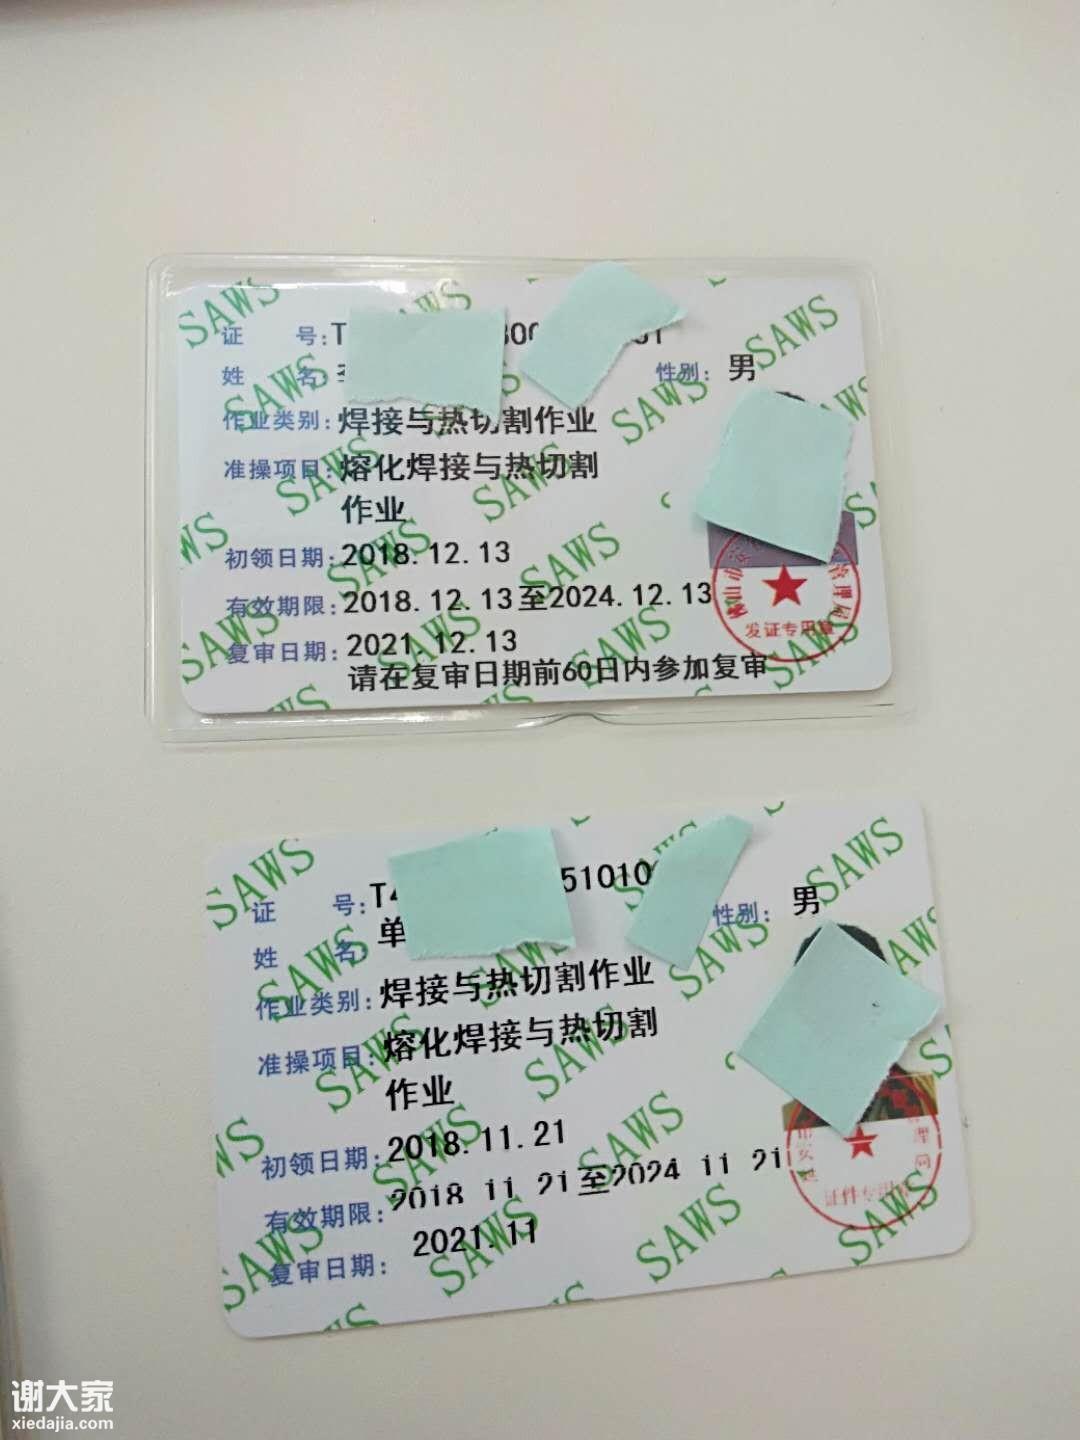 SAWS
证 号: T
姓 名:
性别: 男
作业类别: 焊接与热切割作业
准操项目: 熔化焊接与热切割
作业
初领日期: 2018.12.13
有效期限: 2018.12.13至2024.12.13
复审日期: 2021.12.13
请在复审日期前60日内参加复审
发证专用章
SAWS
证 号: T4 51010
姓 名: 单
性别: 男
作业类别: 焊接与热切割作业
准操项目: 熔化焊接与热切割
作业
初领日期: 2018.11.21
有效期限: 2018.11.21至2024.11.21
复审日期: 2021.11
证件专用章
谢大家
xiedajia.com